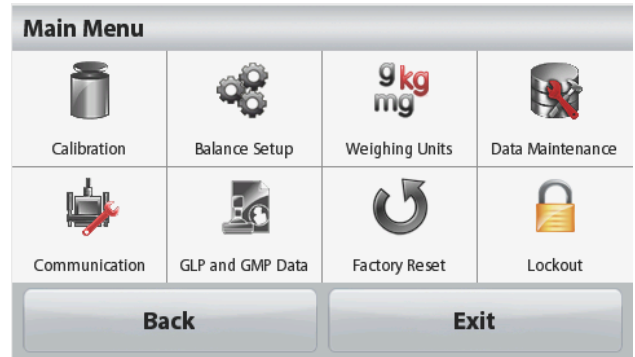 Main Menu
g kg
mg
Calibration
Balance Setup
Weighing Units
Data Maintenance
Communication
GLP and GMP Data
Factory Reset
Lockout
Back
Exit